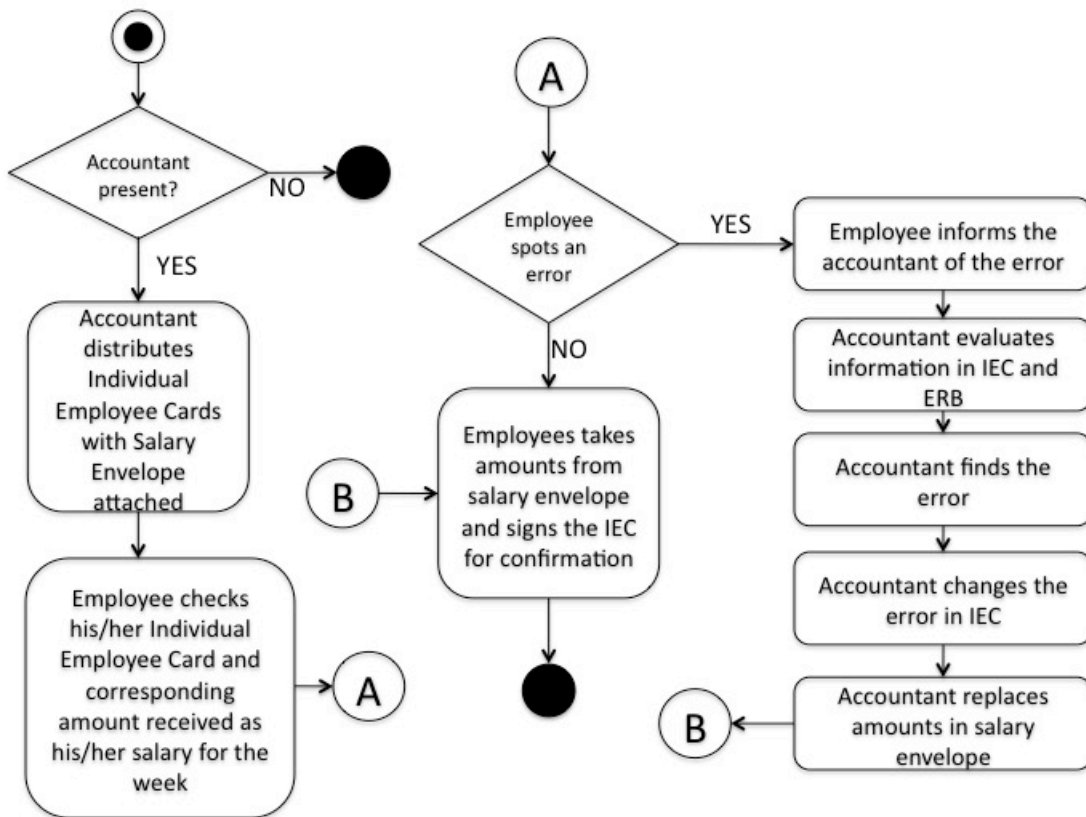 Accountant
present?
NO
YES
Accountant
distributes
Individual
Employee Cards
with Salary
Envelope
attached
Employee checks
his/her Individual
Employee Card and
corresponding
amount received as
his/her salary for the
week
A
A
Employee
spots an
error
YES
NO
B
Employees takes
amounts from
salary envelope
and signs the IEC
for confirmation
Employee informs the
accountant of the error
Accountant evaluates
information in IEC and
ERB
Accountant finds the
error
Accountant changes the
error in IEC
Accountant replaces
amounts in salary
envelope
B